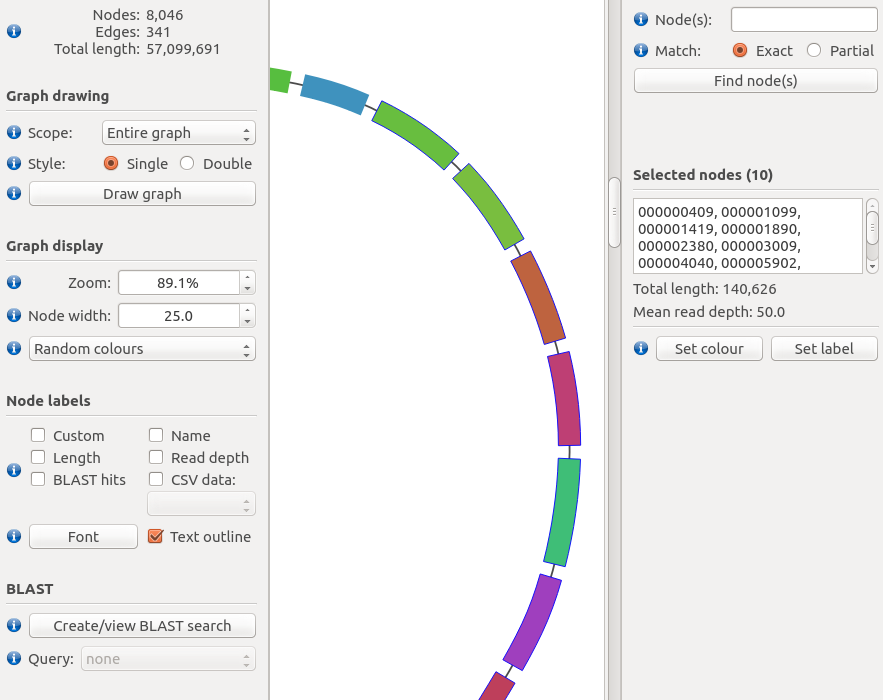 Nodes: 8,046
Edges: 341
Total length: 57,099,691
Graph drawing
Scope: Entire graph
Style: Single Double
Draw graph
Graph display
Zoom: 89.1%
Node width: 25.0
Random colours
Node labels
Custom Name
Length Read depth
BLAST hits CSV data:
Font Text outline
BLAST
Create/view BLAST search
Query: none
Node(s):
Match: Exact Partial
Find node(s)
Selected nodes (10)
000000409, 000001099,
000001419, 000001890,
000002380, 000003009,
000004040, 000005902,
Total length: 140,626
Mean read depth: 50.0
Set colour Set label